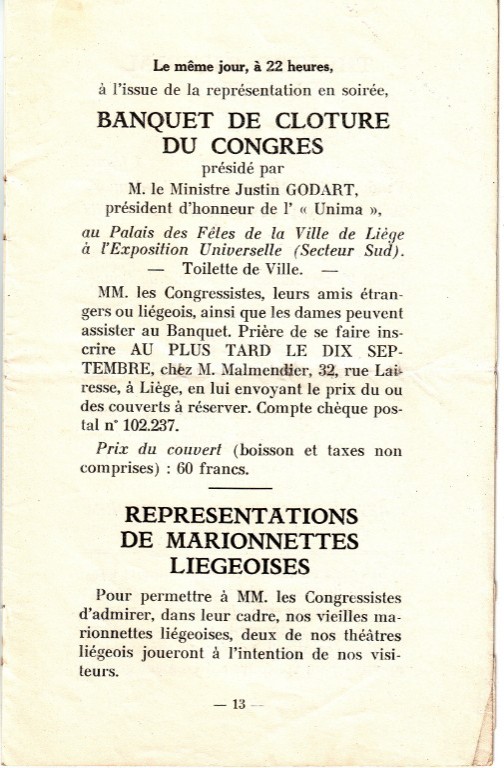 Le même jour, à 22 heures,
à l'issue de la représentation en soirée,
BANQUET DE CLOTURE
DU CONGRES
présidé par
M. le Ministre Justin GODART,
président d'honneur de l' « Unima »,
au Palais des Fêtes de la Ville de Liège
à l'Exposition Universelle (Secteur Sud).
— Toilette de Ville. —
MM. les Congressistes, leurs amis étran-
gers ou liégeois, ainsi que les dames peuvent
assister au Banquet. Prière de se faire ins-
crire AU PLUS TARD LE DIX SEP-
TEMBRE, chez M. Malmendier, 32, rue Lai-
resse, à Liège, en lui envoyant le prix du ou
des couverts à réserver. Compte chèque pos-
tal n° 102.237.
Prix du couvert (boisson et taxes non
comprises) : 60 francs.
REPRESENTATIONS
DE MARIONNETTES
LIEGEOISES
Pour permettre à MM. les Congressistes
d'admirer, dans leur cadre, nos vieilles ma-
rionnettes liégeoises, deux de nos théâtres
liégeois joueront à l'intention de nos visi-
teurs.
— 13 —